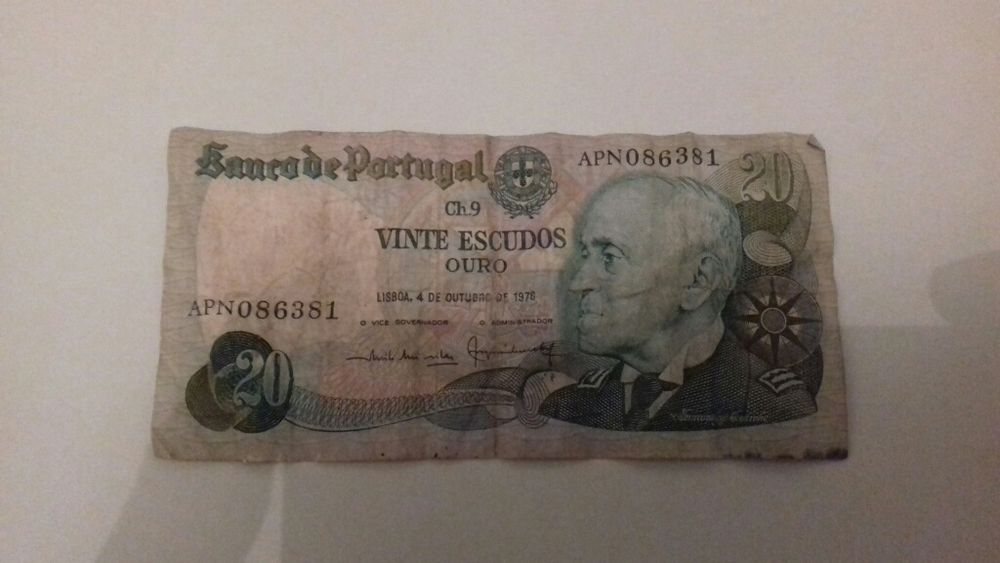 Banco de Portugal
APN086381
20
Ch.9
VINTE ESCUDOS
OURO
LISBOA, 4 DE OUTUBRO DE 1978
APN086381
O VICE GOVERNADOR O ADMINISTRADOR
20